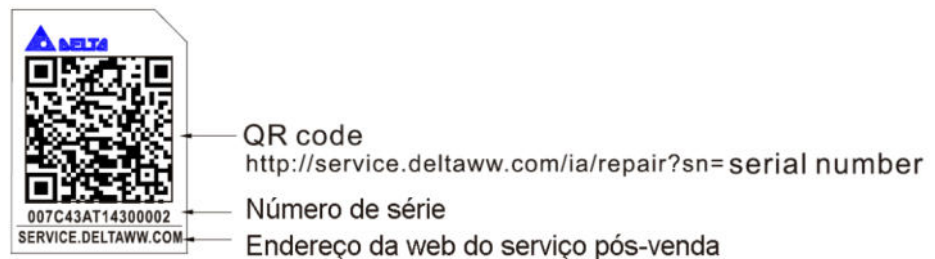 DELTA
QR code
http://service.deltaww.com/ia/repair?sn= serial number
007C43AT14300002
Número de série
SERVICE.DELTAWW.COM
Endereço da web do serviço pós-venda